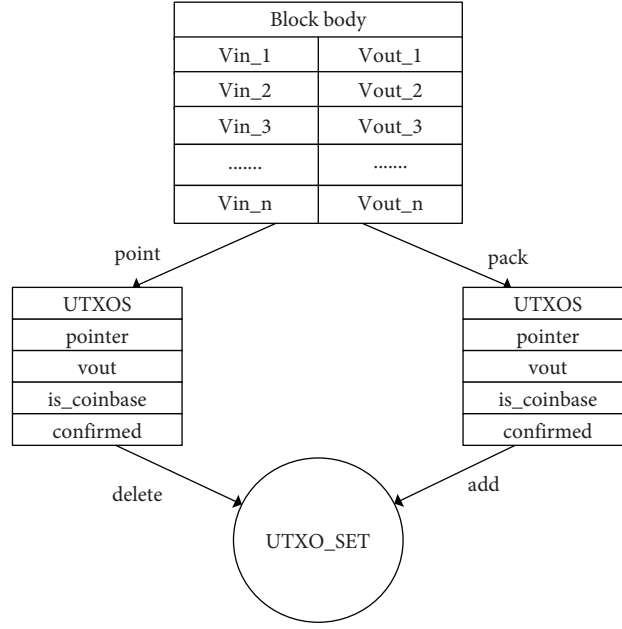 Block body
Vin_1 Vout_1
Vin_2 Vout_2
Vin_3 Vout_3
....... .......
Vin_n Vout_n
point pack
UTXOS UTXOS
pointer pointer
vout vout
is_coinbase is_coinbase
confirmed confirmed
delete add
UTXO_SET